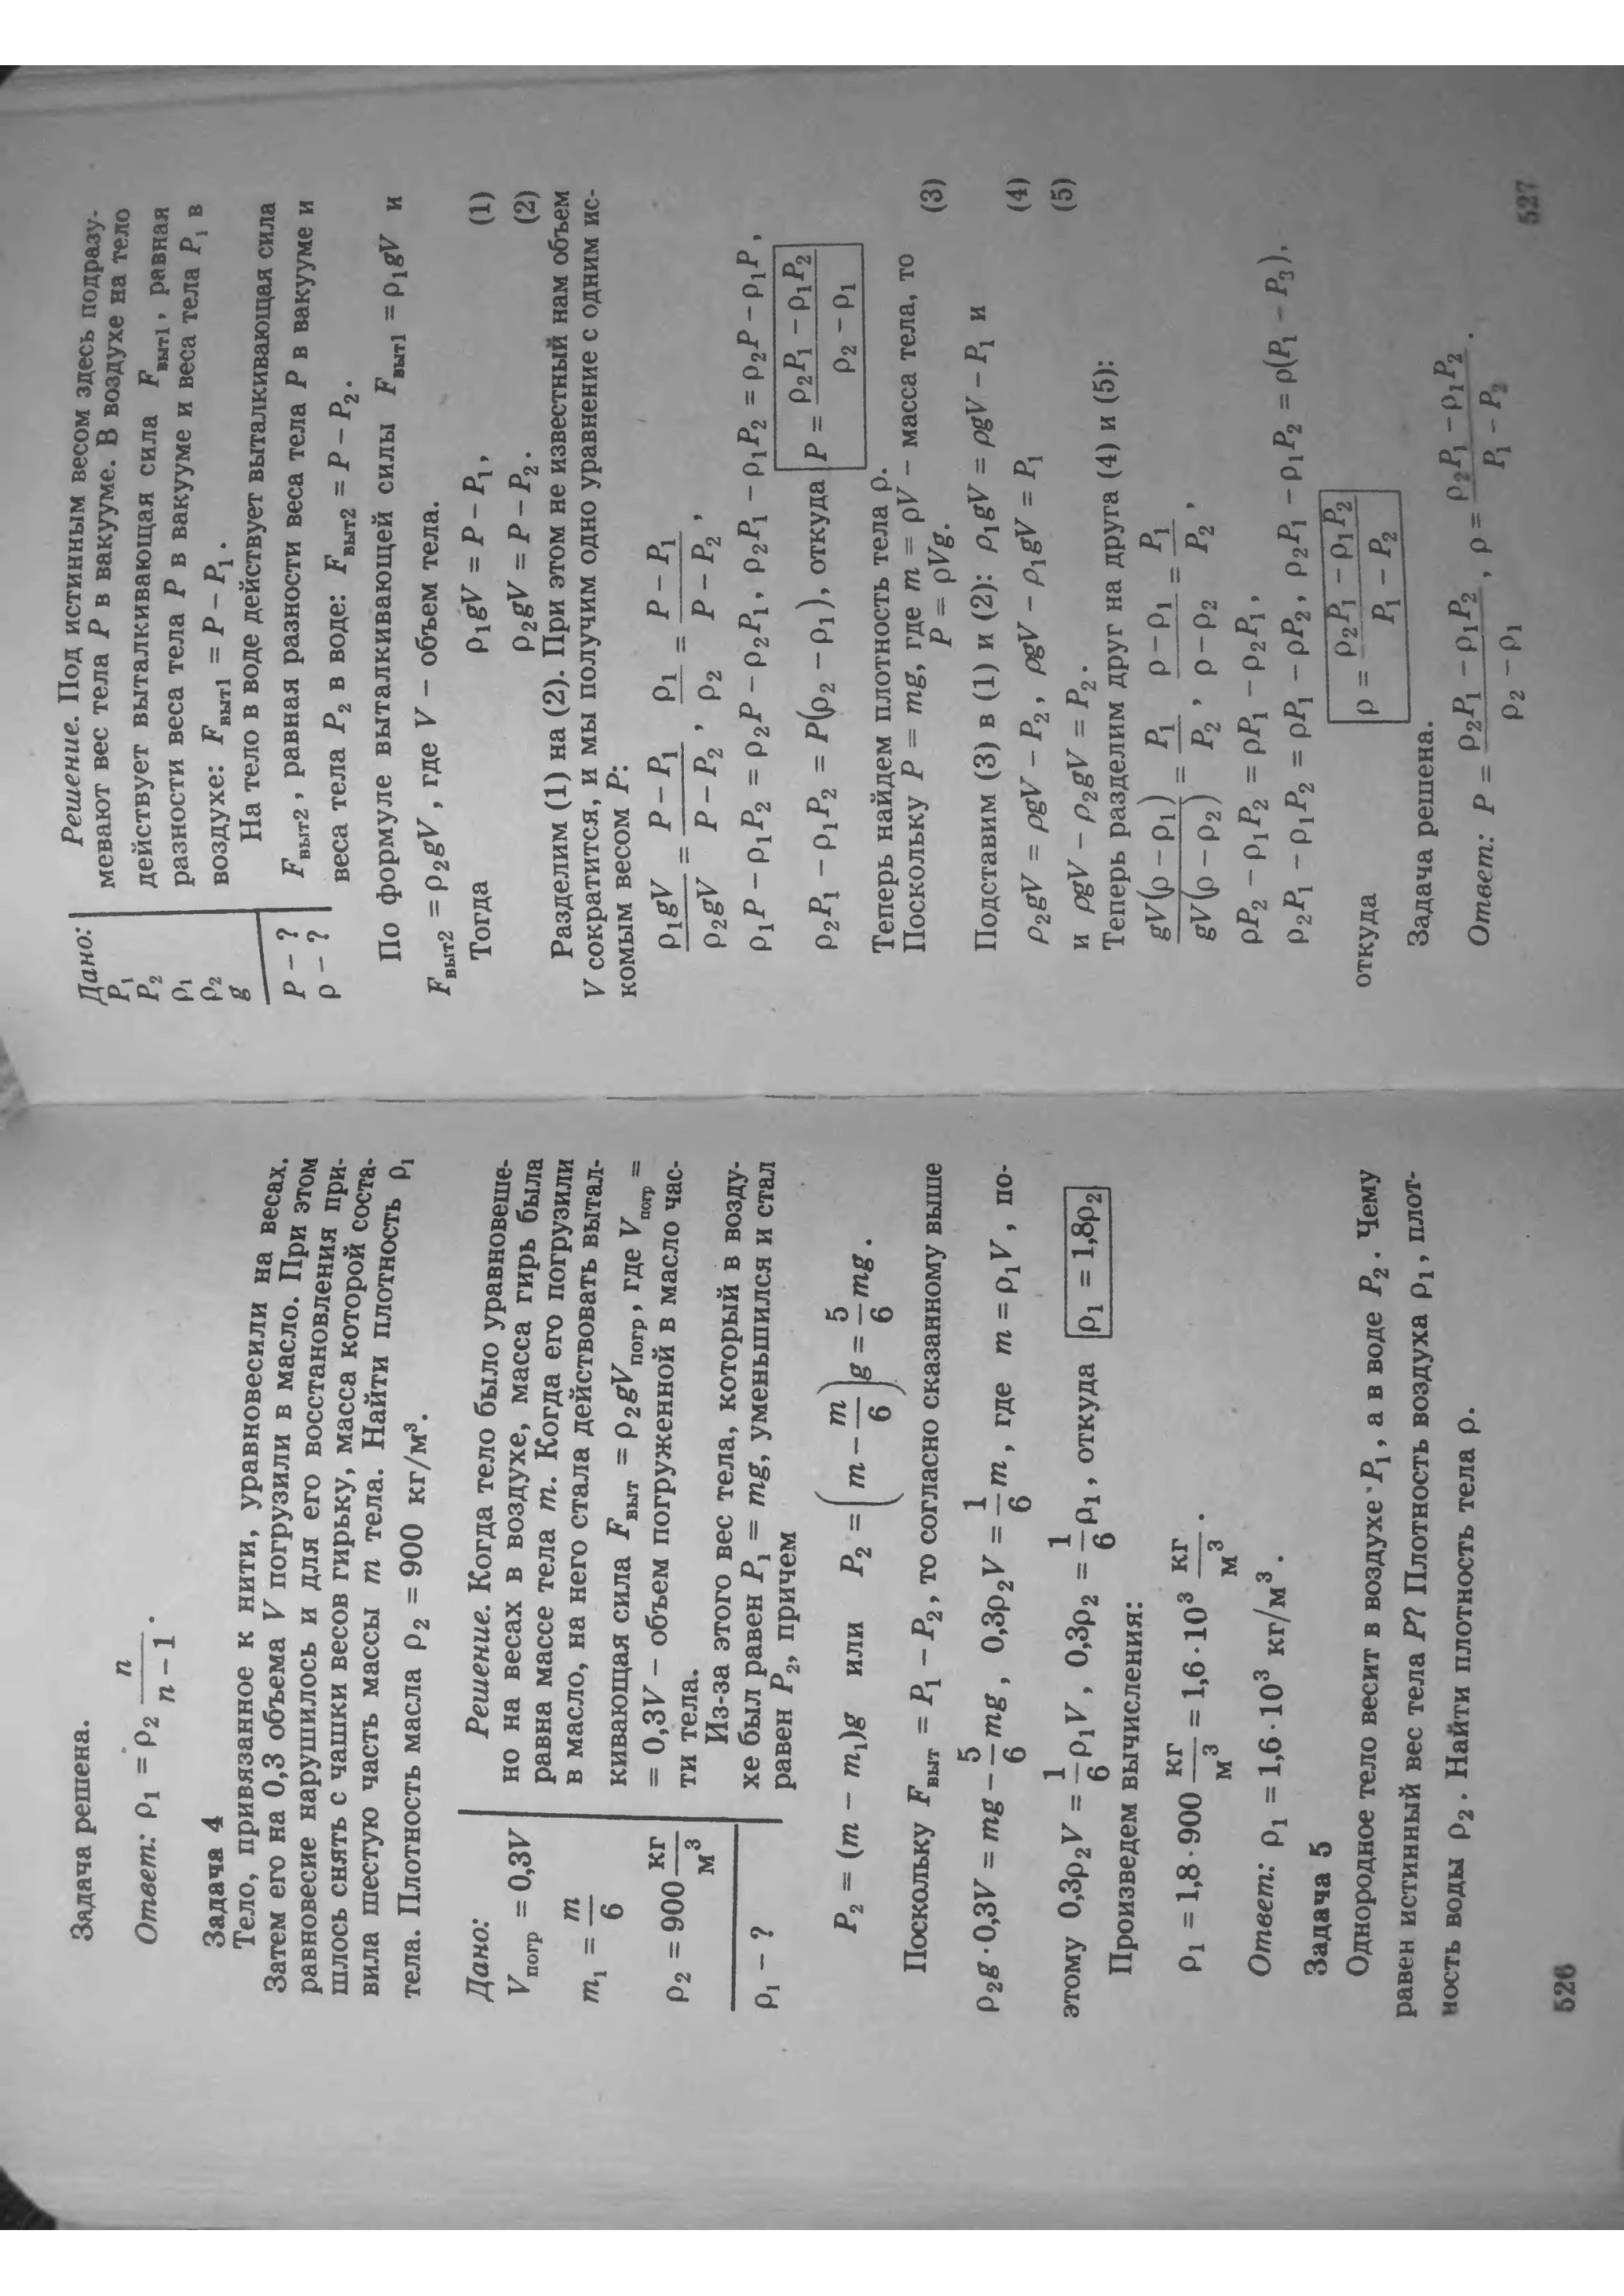 Задача решена.
Ответ: ρ₁ = ρ₂ n/(n − 1).
Задача 4
Тело, привязанное к нити, уравновесили на весах.
Затем его на 0,3 объема V погрузили в масло. При этом
равновесие нарушилось и для его восстановления при-
шлось снять с чашки весов гирьку, масса которой соста-
вила шестую часть массы m тела. Найти плотность ρ₁
тела. Плотность масла ρ₂ = 900 кг/м³.
Дано:
V погр = 0,3V
m₁ = m/6
ρ₂ = 900 кг/м³
ρ₁ − ?
Решение. Когда тело было уравновеше-
но на весах в воздухе, масса гирь была
равна массе тела m. Когда его погрузили
в масло, на него стала действовать вытал-
кивающая сила F выт = ρ₂gV погр, где V погр =
= 0,3V − объем погруженной в масло час-
ти тела.
Из-за этого вес тела, который в возду-
хе был равен P₁ = mg, уменьшился и стал
равен P₂, причем
P₂ = (m − m₁)g или P₂ = (m − m/6)g = 5/6 mg.
Поскольку F выт = P₁ − P₂, то согласно сказанному выше
ρ₂g·0,3V = mg − 5/6 mg, 0,3ρ₂V = 1/6 m, где m = ρ₁V, по-
этому 0,3ρ₂V = 1/6 ρ₁V, 0,3ρ₂ = 1/6 ρ₁, откуда ρ₁ = 1,8ρ₂
Произведем вычисления:
ρ₁ = 1,8·900 кг/м³ = 1,6·10³ кг/м³.
Ответ: ρ₁ = 1,6·10³ кг/м³.
Задача 5
Однородное тело весит в воздухе P₁, а в воде P₂. Чему
равен истинный вес тела P? Плотность воздуха ρ₁, плот-
ность воды ρ₂. Найти плотность тела ρ.
526
Дано:
P₁
P₂
ρ₁
ρ₂
g
P − ?
ρ − ?
Решение. Под истинным весом здесь подразу-
мевают вес тела P в вакууме. В воздухе на тело
действует выталкивающая сила F выт1, равная
разности веса тела P в вакууме и веса тела P₁ в
воздухе: F выт1 = P − P₁.
На тело в воде действует выталкивающая сила
F выт2, равная разности веса тела P в вакууме и
веса тела P₂ в воде: F выт2 = P − P₂.
По формуле выталкивающей силы F выт1 = ρ₁gV и
F выт2 = ρ₂gV, где V − объем тела.
Тогда ρ₁gV = P − P₁, (1)
ρ₂gV = P − P₂. (2)
Разделим (1) на (2). При этом не известный нам объем
V сократится, и мы получим одно уравнение с одним ис-
комым весом P:
ρ₁gV/ρ₂gV = (P − P₁)/(P − P₂), ρ₁/ρ₂ = (P − P₁)/(P − P₂),
ρ₁P − ρ₁P₂ = ρ₂P − ρ₂P₁, ρ₂P₁ − ρ₁P₂ = ρ₂P − ρ₁P,
ρ₂P₁ − ρ₁P₂ = P(ρ₂ − ρ₁), откуда P = (ρ₂P₁ − ρ₁P₂)/(ρ₂ − ρ₁)
Теперь найдем плотность тела ρ.
Поскольку P = mg, где m = ρV − масса тела, то
P = ρVg. (3)
Подставим (3) в (1) и (2): ρ₁gV = ρgV − P₁ и
ρ₂gV = ρgV − P₂, ρgV − ρ₁gV = P₁ (4)
и ρgV − ρ₂gV = P₂. (5)
Теперь разделим друг на друга (4) и (5):
gV(ρ − ρ₁)/gV(ρ − ρ₂) = P₁/P₂, (ρ − ρ₁)/(ρ − ρ₂) = P₁/P₂,
ρP₂ − ρ₁P₂ = ρP₁ − ρ₂P₁,
ρ₂P₁ − ρ₁P₂ = ρP₁ − ρP₂, ρ₂P₁ − ρ₁P₂ = ρ(P₁ − P₃),
откуда ρ = (ρ₂P₁ − ρ₁P₂)/(P₁ − P₂)
Задача решена.
Ответ: P = (ρ₂P₁ − ρ₁P₂)/(ρ₂ − ρ₁), ρ = (ρ₂P₁ − ρ₁P₂)/(P₁ − P₂).
527